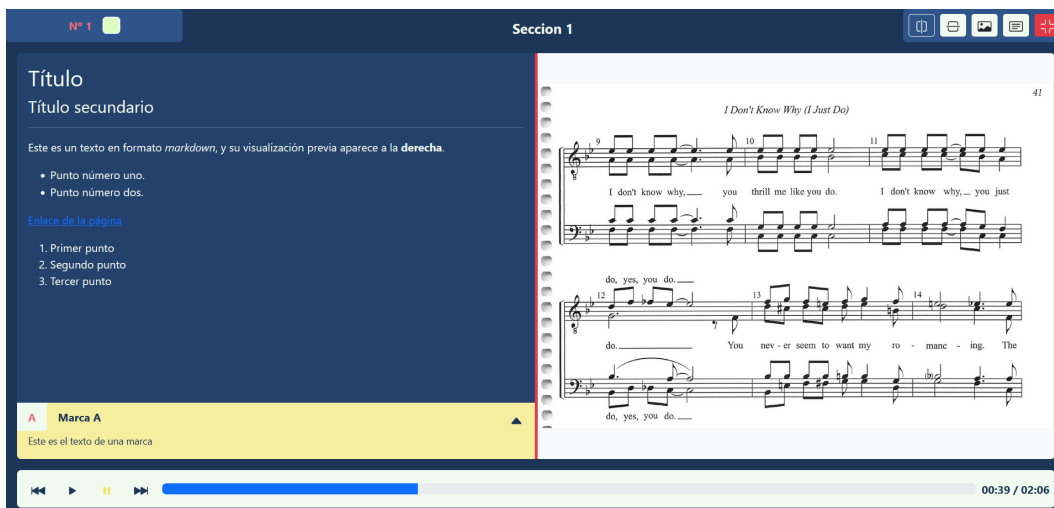 Nº 1
Seccion 1
Título
Título secundario
Este es un texto en formato markdown, y su visualización previa aparece a la derecha.
Punto número uno.
Punto número dos.
Enlace de la página
1. Primer punto
2. Segundo punto
3. Tercer punto
A Marca A
Este es el texto de una marca
41
I Don't Know Why (I Just Do)
9 10 11
8
I don't know why, you thrill me like you do. I don't know why, you just
do, yes, you do.
12 13 14
8
do. You nev - er seem to want my ro - manc - ing. The
(b)
do, yes, you do.
00:39 / 02:06